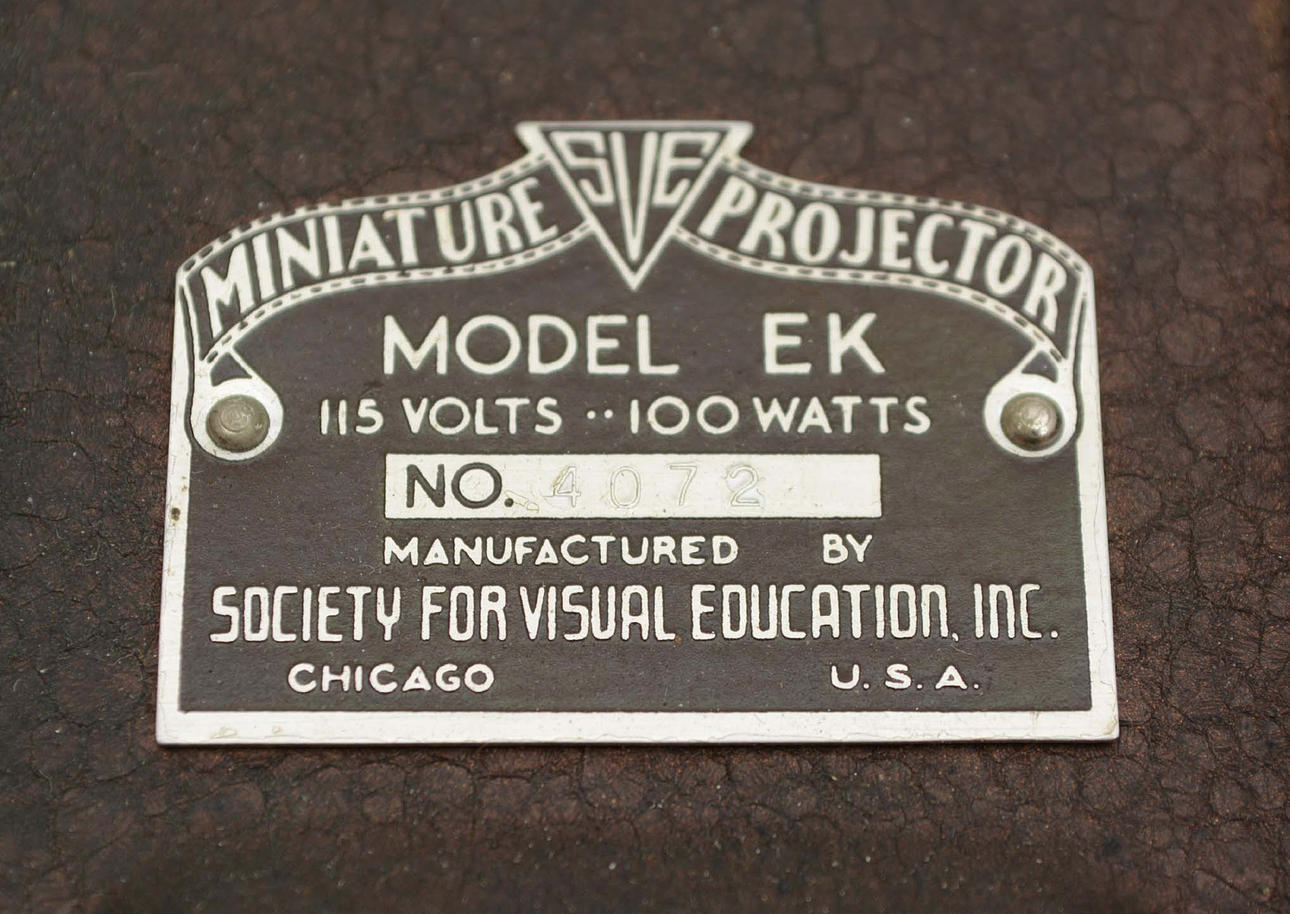 MINIATURE SVE PROJECTOR
MODEL EK
115 VOLTS ·· 100 WATTS
NO. 4072
MANUFACTURED BY
SOCIETY FOR VISUAL EDUCATION, INC.
CHICAGO U.S.A.